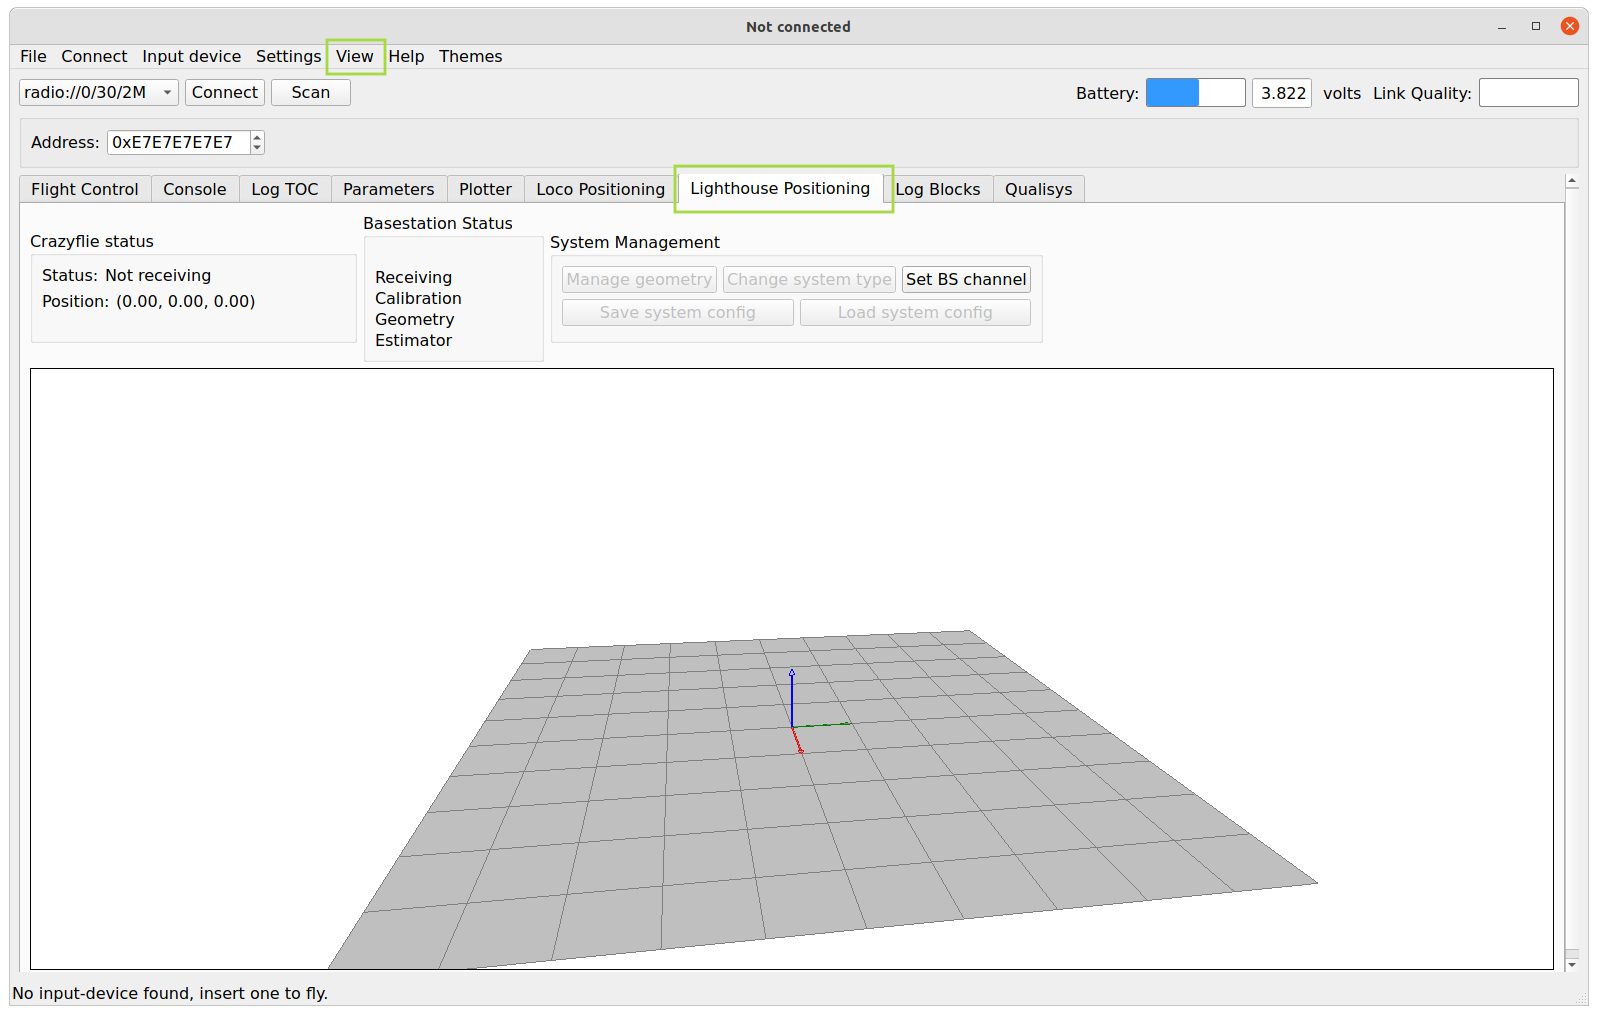 Not connected
File Connect Input device Settings View Help Themes
radio://0/30/2M Connect Scan Battery: 3.822 volts Link Quality:
Address: 0xE7E7E7E7E7
Flight Control Console Log TOC Parameters Plotter Loco Positioning Lighthouse Positioning Log Blocks Qualisys
Crazyflie status
Status: Not receiving
Position: (0.00, 0.00, 0.00)
Basestation Status
Receiving
Calibration
Geometry
Estimator
System Management
Manage geometry Change system type Set BS channel
Save system config Load system config
No input-device found, insert one to fly.